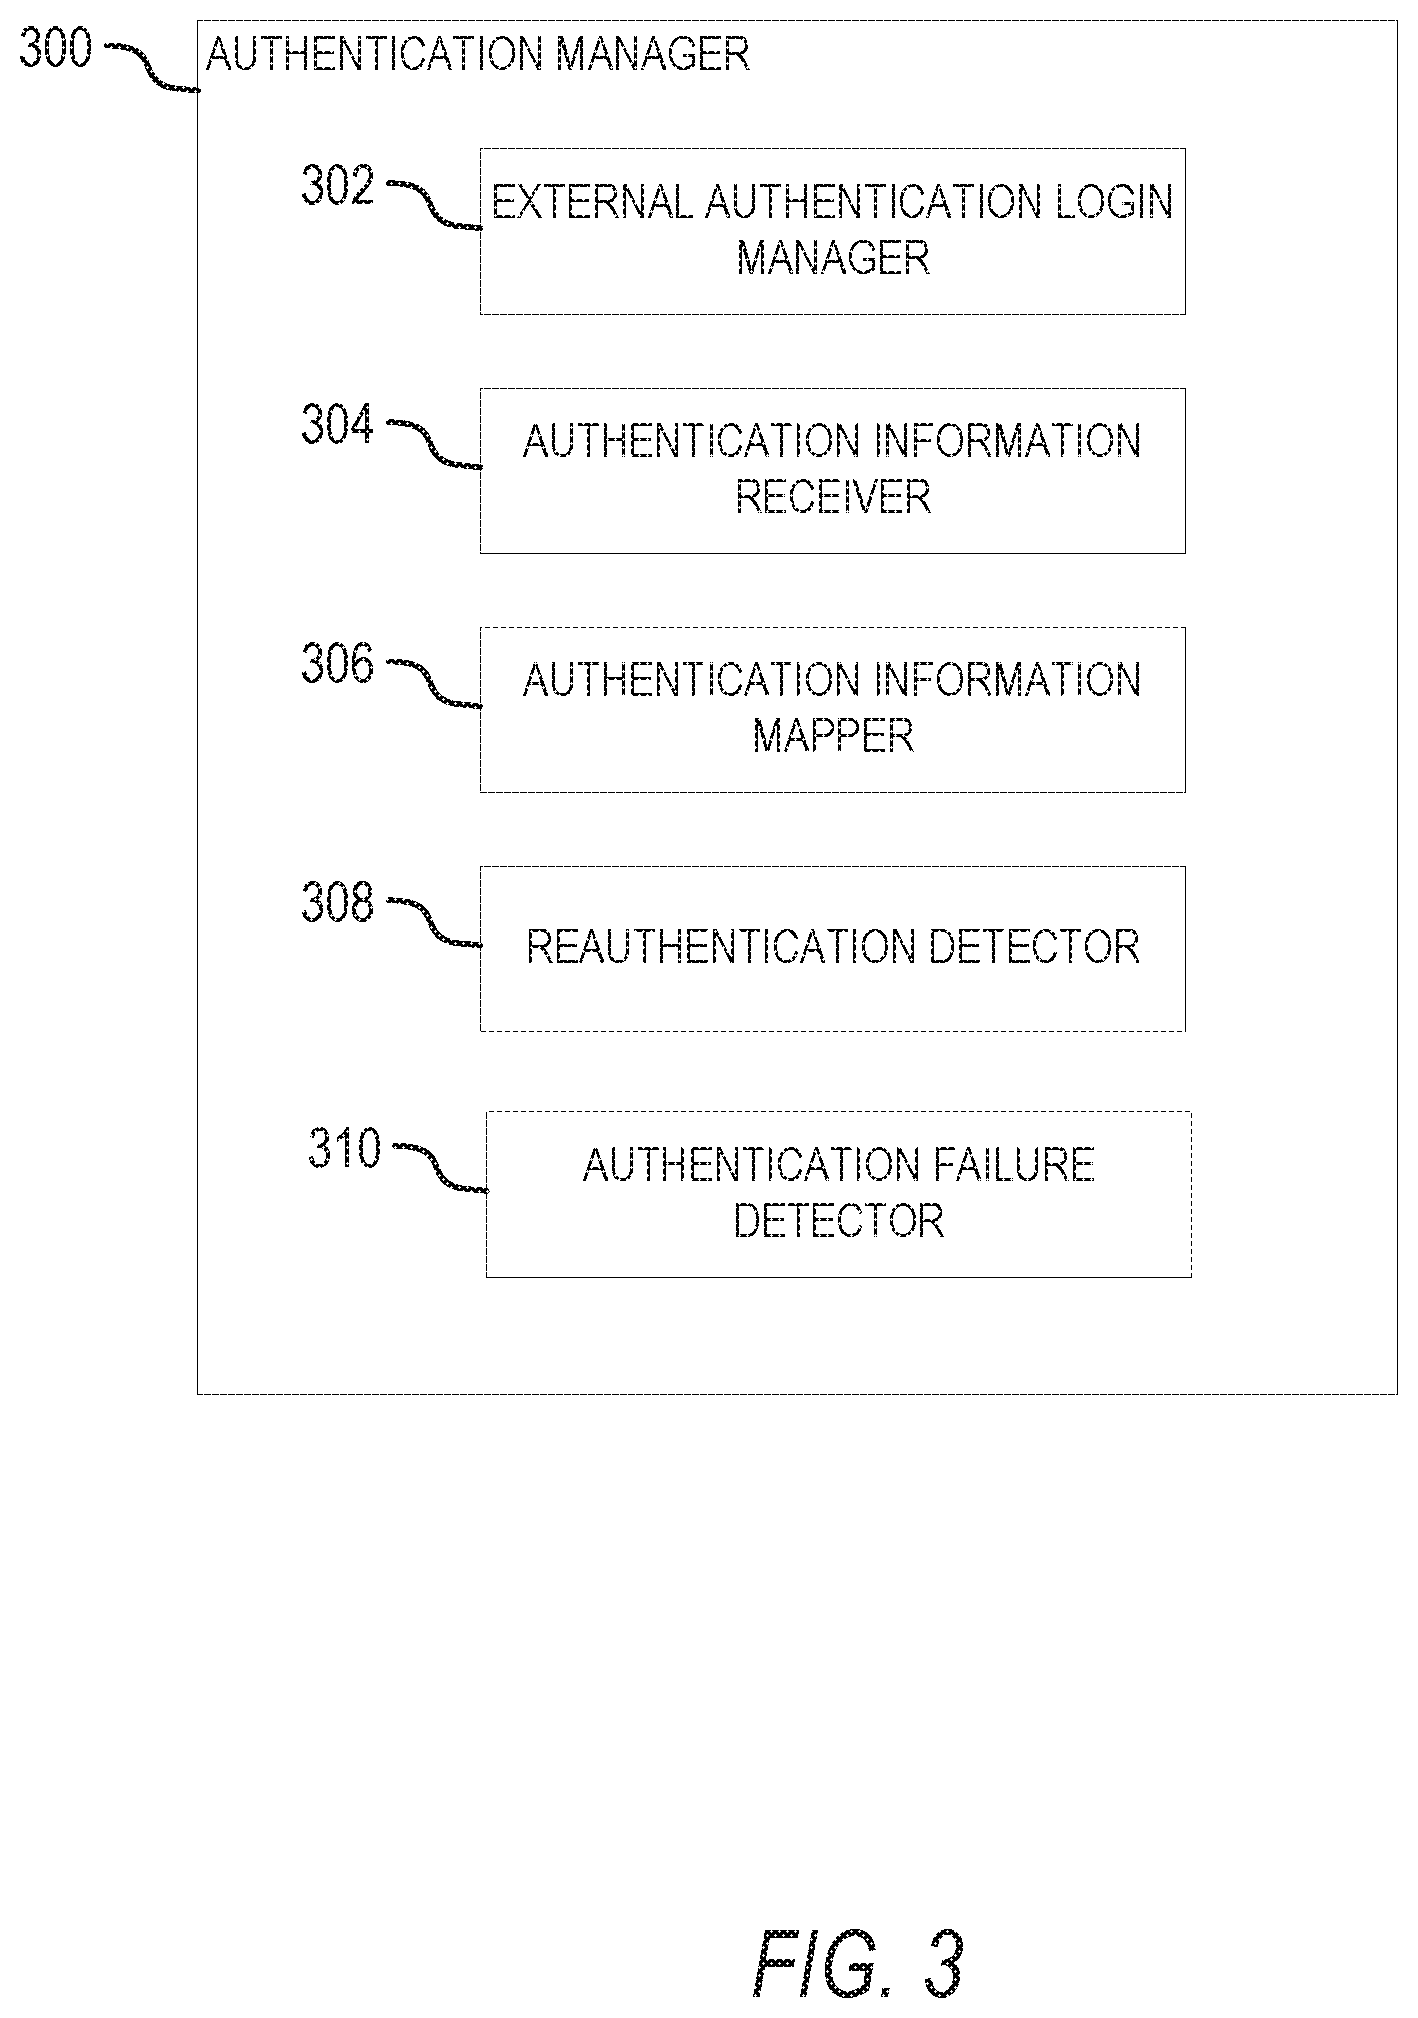 300
AUTHENTICATION MANAGER
302
EXTERNAL AUTHENTICATION LOGIN
MANAGER
304
AUTHENTICATION INFORMATION
RECEIVER
306
AUTHENTICATION INFORMATION
MAPPER
308
REAUTHENTICATION DETECTOR
310
AUTHENTICATION FAILURE
DETECTOR
FIG. 3